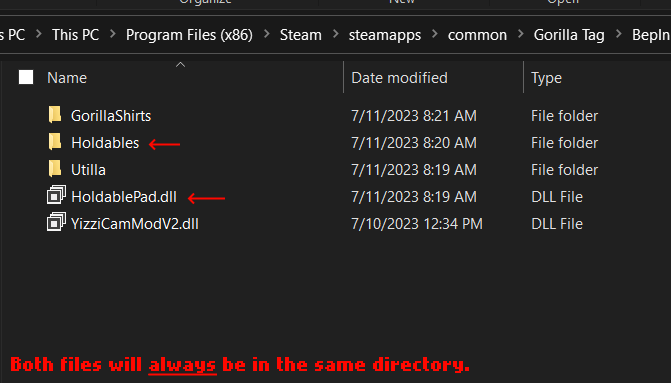 Organize New Open
s PC > This PC > Program Files (x86) > Steam > steamapps > common > Gorilla Tag > BepIn
Name Date modified Type
GorillaShirts 7/11/2023 8:21 AM File folder
Holdables 7/11/2023 8:20 AM File folder
Utilla 7/11/2023 8:19 AM File folder
HoldablePad.dll 7/11/2023 8:19 AM DLL File
YizziCamModV2.dll 7/10/2023 12:34 PM DLL File
Both files will always be in the same directory.